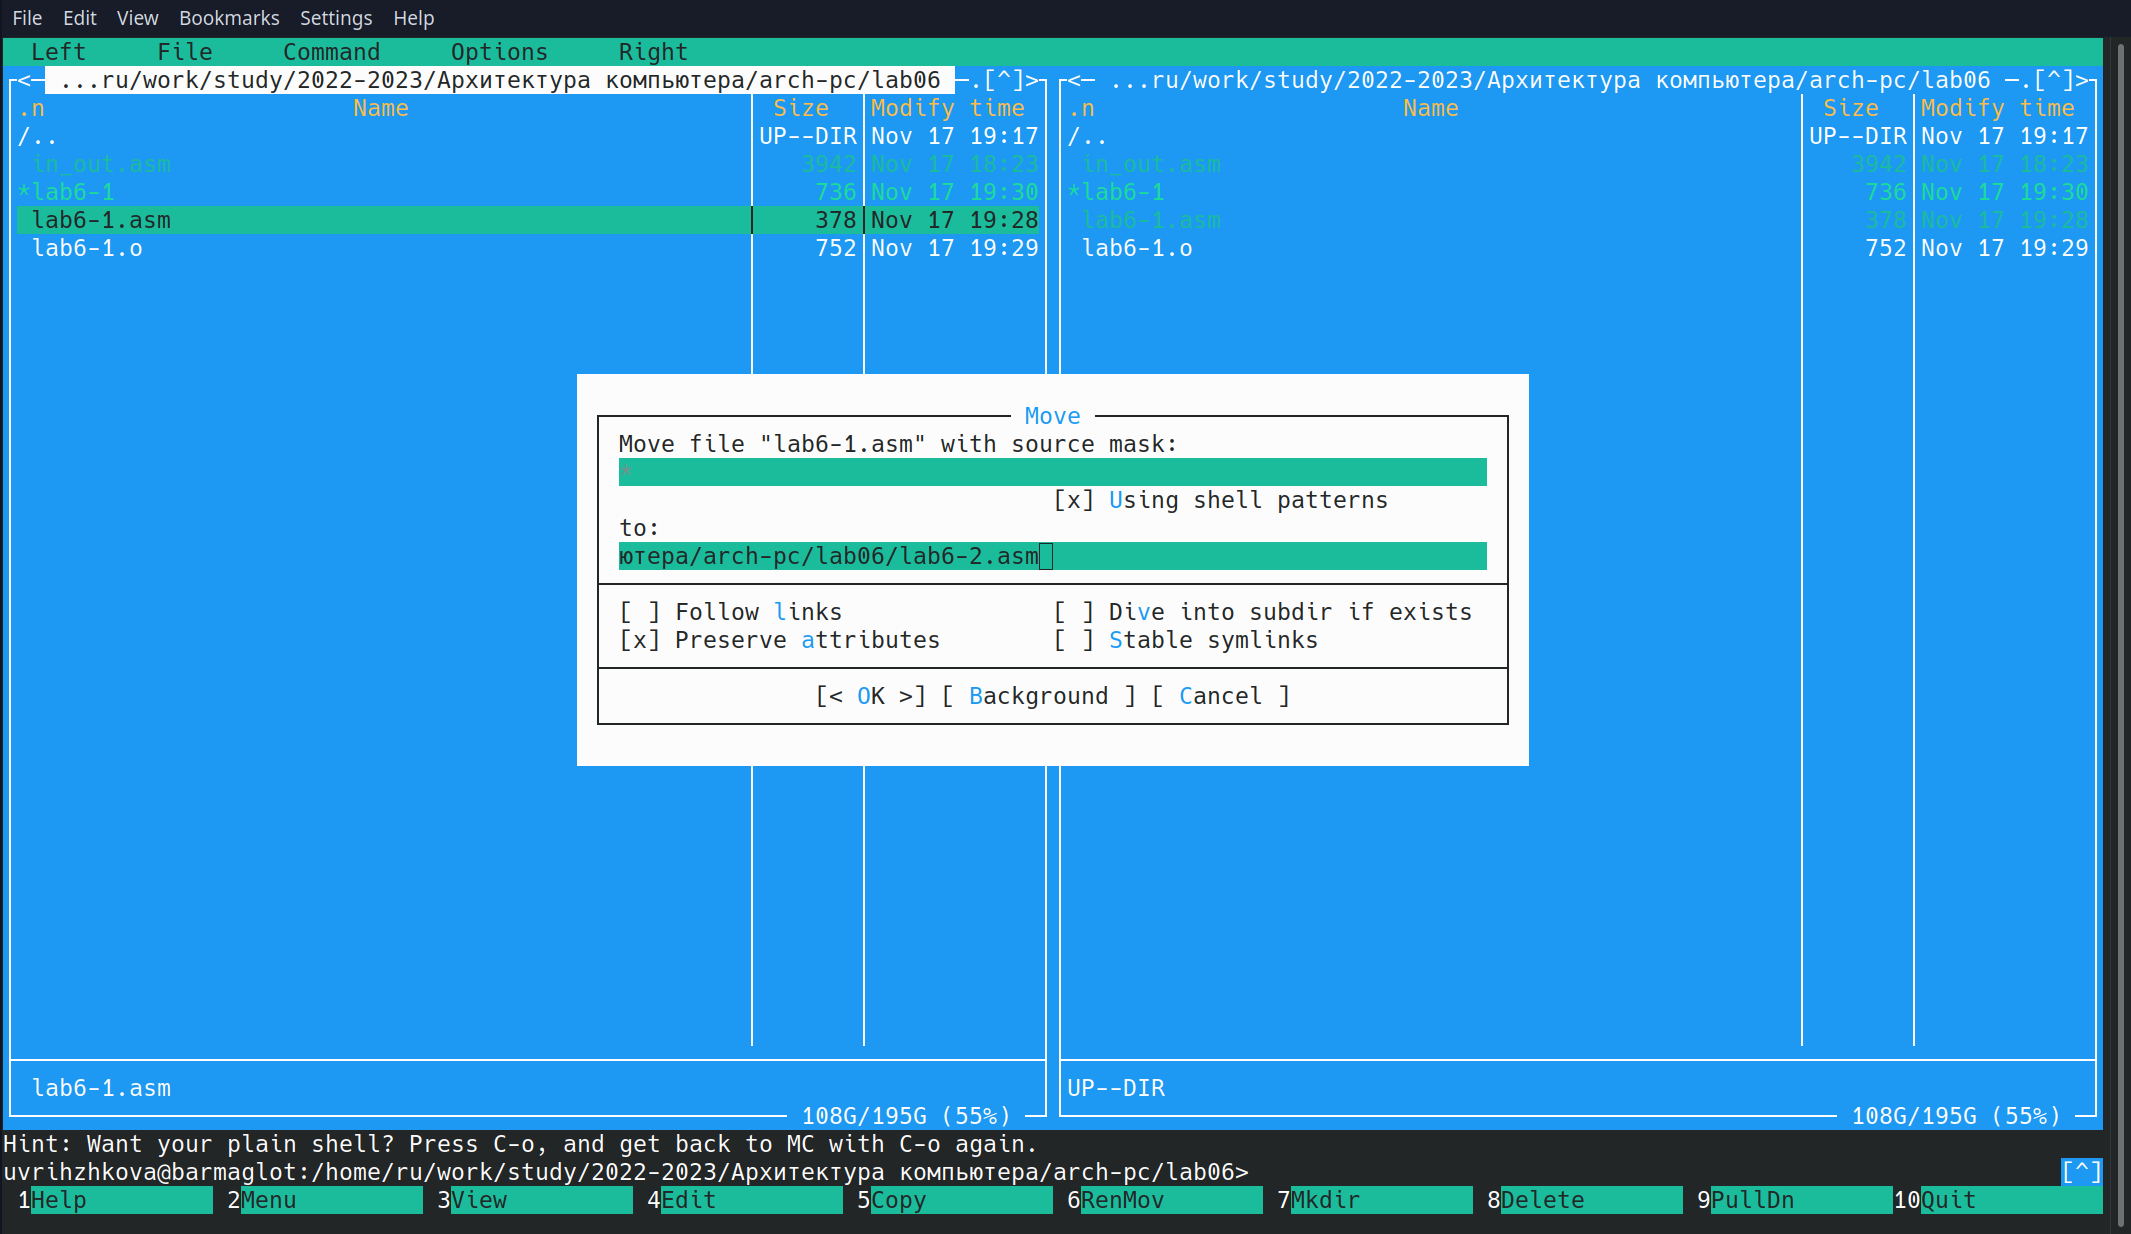 File Edit View Bookmarks Settings Help
Left File Command Options Right
<─ ...ru/work/study/2022-2023/Архитектура компьютера/arch-pc/lab06 ─.[^]> <─ ...ru/work/study/2022-2023/Архитектура компьютера/arch-pc/lab06 ─.[^]>
.n Name Size Modify time .n Name Size Modify time
/.. UP--DIR Nov 17 19:17 /.. UP--DIR Nov 17 19:17
in_out.asm 3942 Nov 17 18:23 in_out.asm 3942 Nov 17 18:23
*lab6-1 736 Nov 17 19:30 *lab6-1 736 Nov 17 19:30
lab6-1.asm 378 Nov 17 19:28 lab6-1.asm 378 Nov 17 19:28
lab6-1.o 752 Nov 17 19:29 lab6-1.o 752 Nov 17 19:29
Move
Move file "lab6-1.asm" with source mask:
*
[x] Using shell patterns
to:
ютера/arch-pc/lab06/lab6-2.asm
[ ] Follow links [ ] Dive into subdir if exists
[x] Preserve attributes [ ] Stable symlinks
[< OK >] [ Background ] [ Cancel ]
lab6-1.asm UP--DIR
108G/195G (55%) 108G/195G (55%)
Hint: Want your plain shell? Press C-o, and get back to MC with C-o again.
uvrihzhkova@barmaglot:/home/ru/work/study/2022-2023/Архитектура компьютера/arch-pc/lab06> [^]
1Help 2Menu 3View 4Edit 5Copy 6RenMov 7Mkdir 8Delete 9PullDn 10Quit